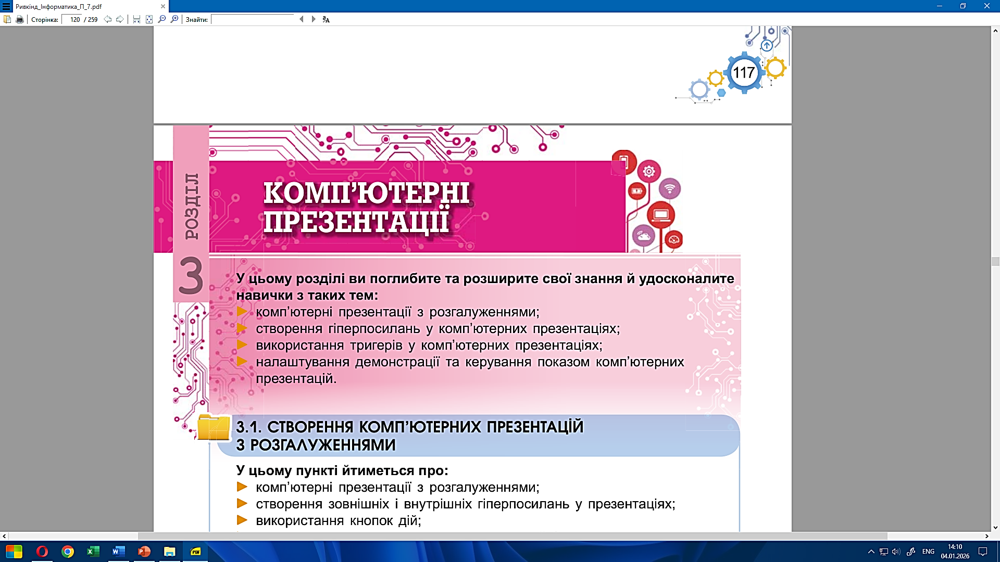 Ривкінд_Інформатика_П_7.pdf
Сторінка: 120 / 259 Знайти:
117
РОЗДІЛ
3
КОМП’ЮТЕРНІ
ПРЕЗЕНТАЦІЇ
У цьому розділі ви поглибите та розширите свої знання й удосконалите
навички з таких тем:
комп’ютерні презентації з розгалуженнями;
створення гіперпосилань у комп’ютерних презентаціях;
використання тригерів у комп’ютерних презентаціях;
налаштування демонстрації та керування показом комп’ютерних
презентацій.
3.1. СТВОРЕННЯ КОМП’ЮТЕРНИХ ПРЕЗЕНТАЦІЙ
З РОЗГАЛУЖЕННЯМИ
У цьому пункті йтиметься про:
комп’ютерні презентації з розгалуженнями;
створення зовнішніх і внутрішніх гіперпосилань у презентаціях;
використання кнопок дій;
PDF
ENG
14:10
04.01.2026